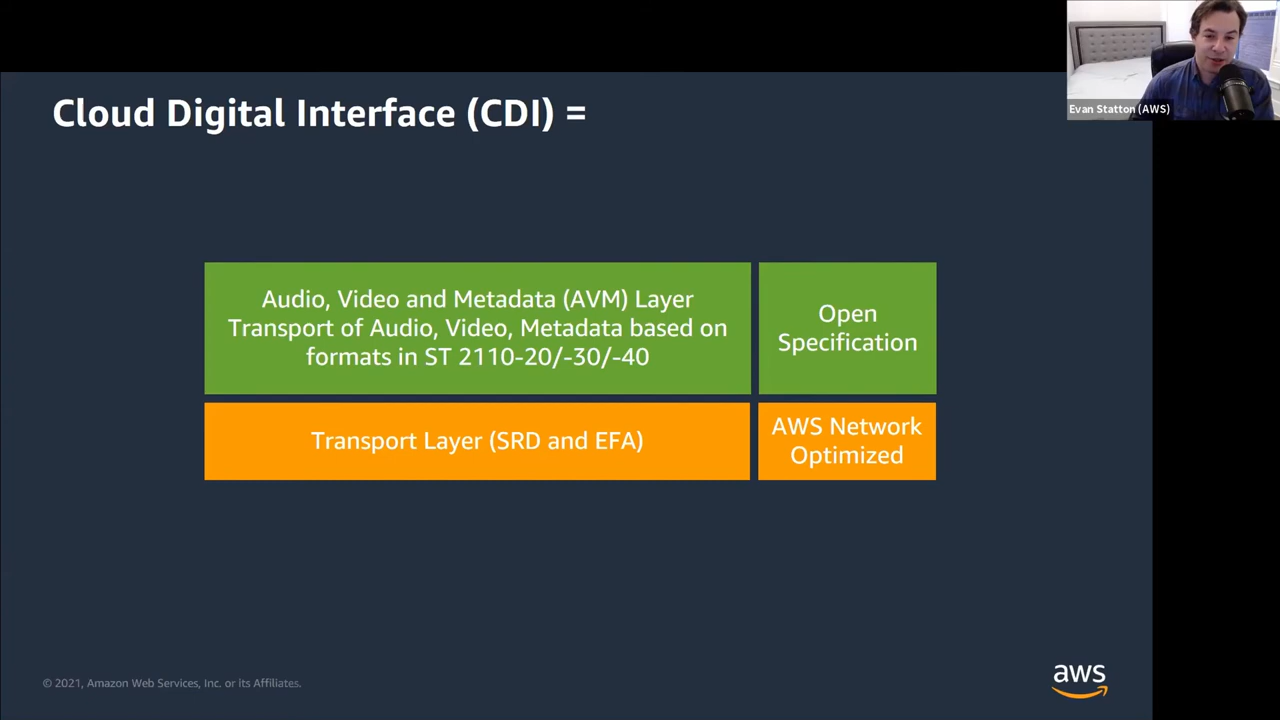 Evan Statton (AWS)
Cloud Digital Interface (CDI) =
Audio, Video and Metadata (AVM) Layer
Transport of Audio, Video, Metadata based on
formats in ST 2110-20/-30/-40
Open
Specification
Transport Layer (SRD and EFA)
AWS Network
Optimized
© 2021, Amazon Web Services, Inc. or its Affiliates.
aws